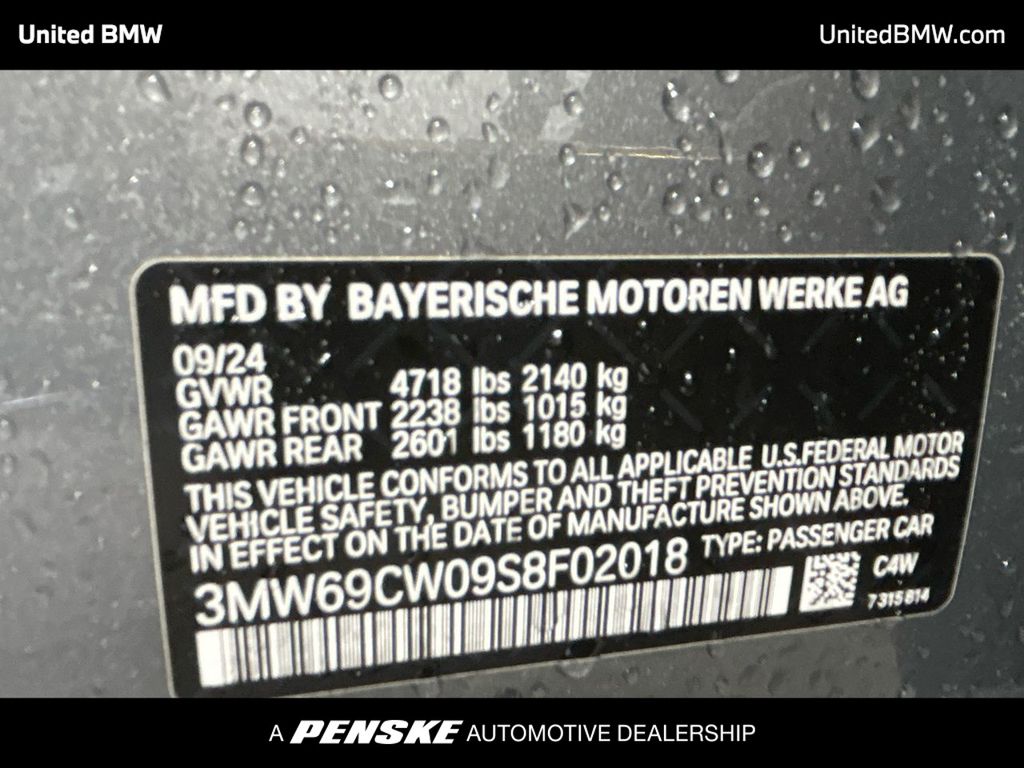 United BMW
UnitedBMW.com
MFD BY BAYERISCHE MOTOREN WERKE AG
09/24
GVWR 4718 lbs 2140 kg
GAWR FRONT 2238 lbs 1015 kg
GAWR REAR 2601 lbs 1180 kg
THIS VEHICLE CONFORMS TO ALL APPLICABLE U.S.FEDERAL MOTOR
VEHICLE SAFETY, BUMPER AND THEFT PREVENTION STANDARDS
IN EFFECT ON THE DATE OF MANUFACTURE SHOWN ABOVE.
3MW69CW09S8F02018 TYPE: PASSENGER CAR
C4W
7315814
A PENSKE AUTOMOTIVE DEALERSHIP